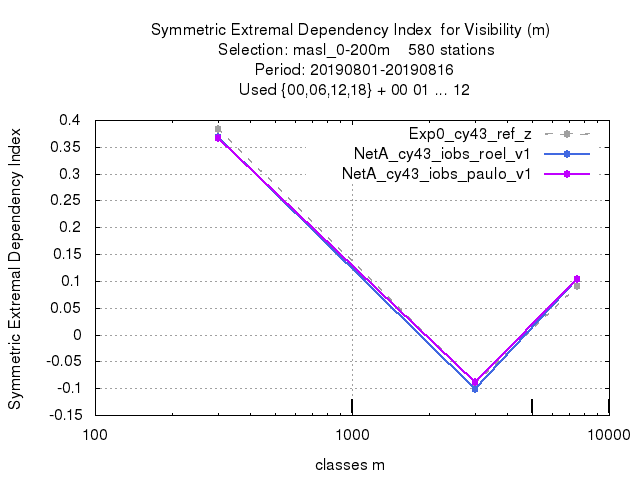 Symmetric Extremal Dependency Index  for Visibility (m)
Selection: masl_0-200m    580 stations
Period: 20190801-20190816
Used {00,06,12,18} + 00 01 ... 12
Exp0_cy43_ref_z
NetA_cy43_iobs_roel_v1
NetA_cy43_iobs_paulo_v1
Symmetric Extremal Dependency Index
0.4
0.35
0.3
0.25
0.2
0.15
0.1
0.05
0
-0.05
-0.1
-0.15
100
1000
10000
classes m